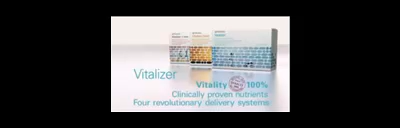 Vitalizer
Vitality 100%
Clinically proven nutrients
Four revolutionary delivery systems